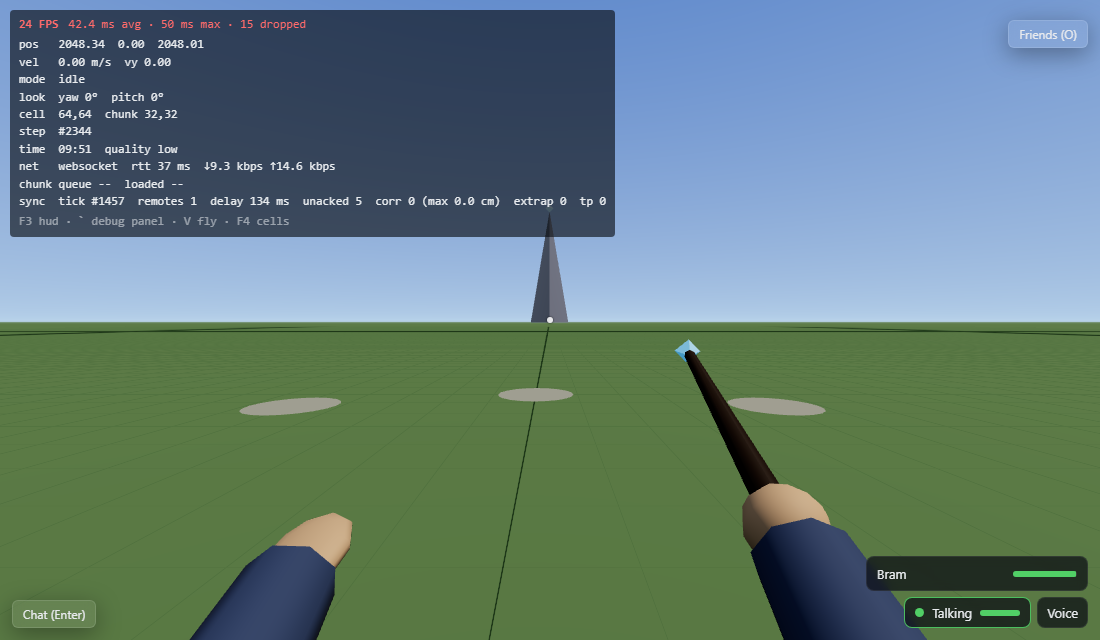 24 FPS 42.4 ms avg · 50 ms max · 15 dropped
pos 2048.34 0.00 2048.01
vel 0.00 m/s vy 0.00
mode idle
look yaw 0° pitch 0°
cell 64,64 chunk 32,32
step #2344
time 09:51 quality low
net websocket rtt 37 ms ↓9.3 kbps ↑14.6 kbps
chunk queue -- loaded --
sync tick #1457 remotes 1 delay 134 ms unacked 5 corr 0 (max 0.0 cm) extrap 0 tp 0
F3 hud · ` debug panel · V fly · F4 cells
Friends (O)
Bram
Chat (Enter)
Talking
Voice